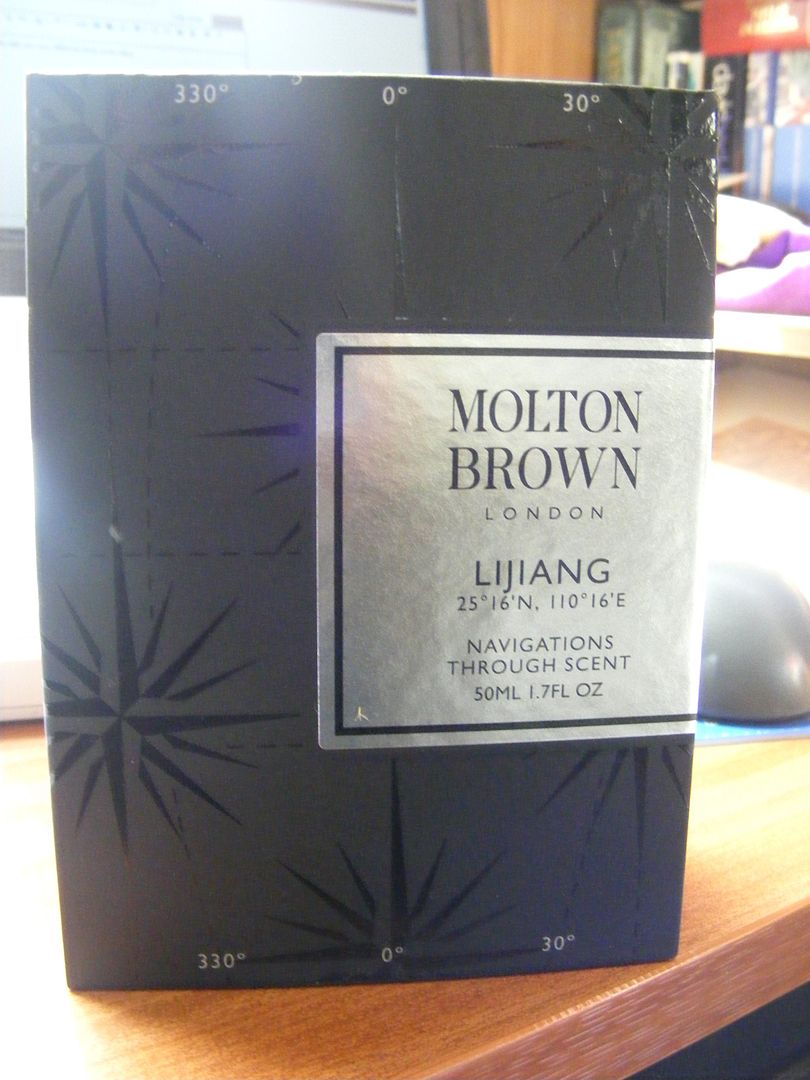 330° 0° 30°
MOLTON
BROWN
LONDON
LIJIANG
25°16'N, 110°16'E
NAVIGATIONS
THROUGH SCENT
50ML 1.7FL OZ
330° 0° 30°